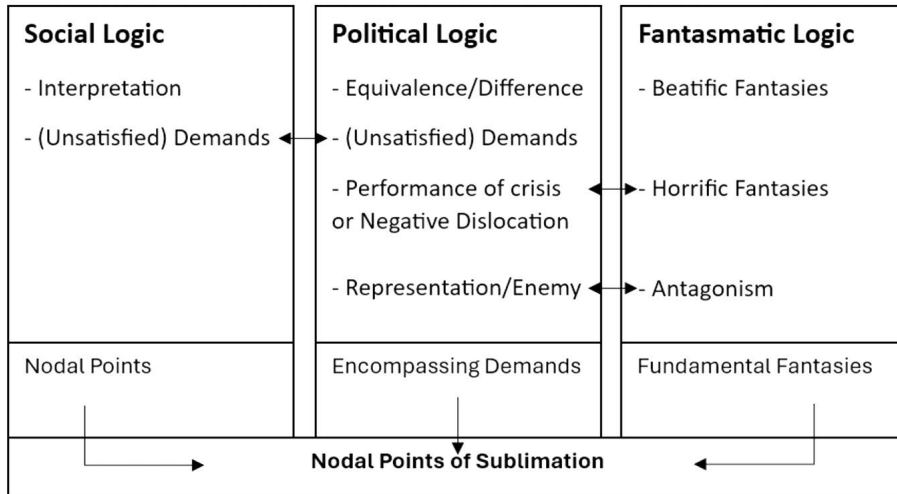 Social Logic
- Interpretation
- (Unsatisfied) Demands
Nodal Points
Political Logic
- Equivalence/Difference
- (Unsatisfied) Demands
- Performance of crisis
or Negative Dislocation
- Representation/Enemy
Encompassing Demands
Fantasmatic Logic
- Beatific Fantasies
- Horrific Fantasies
- Antagonism
Fundamental Fantasies
Nodal Points of Sublimation